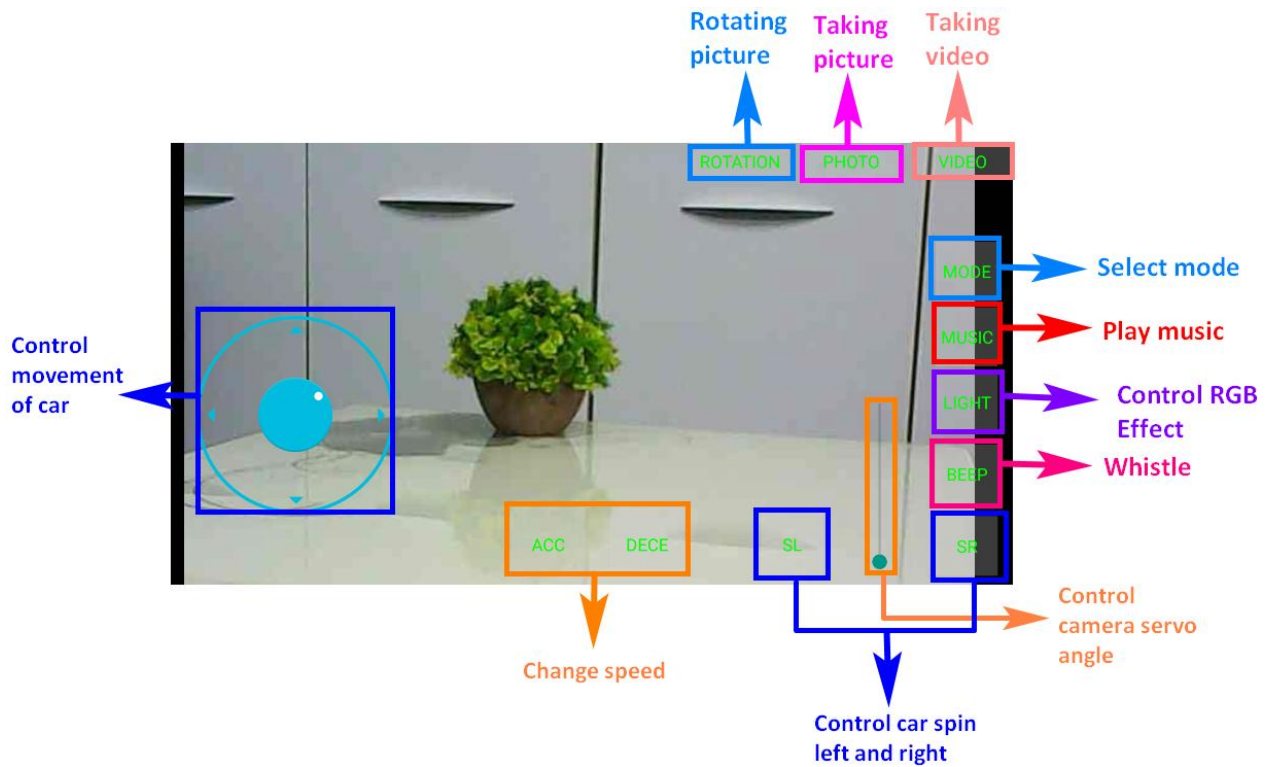 Rotating
picture
Taking
picture
Taking
video
ROTATION
PHOTO
VIDEO
MODE
Select mode
MUSIC
Play music
Control
movement
of car
LIGHT
Control RGB
Effect
BEEP
Whistle
ACC
DECE
SL
SR
Change speed
Control
camera servo
angle
Control car spin
left and right